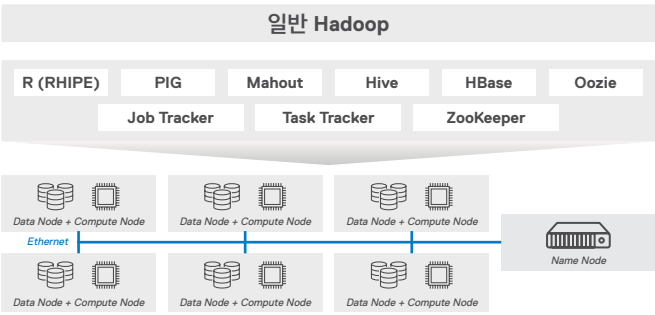 일반 Hadoop
R (RHIPE) PIG Mahout Hive HBase Oozie
Job Tracker Task Tracker ZooKeeper
Data Node + Compute Node Data Node + Compute Node Data Node + Compute Node
Ethernet
Name Node
Data Node + Compute Node Data Node + Compute Node Data Node + Compute Node